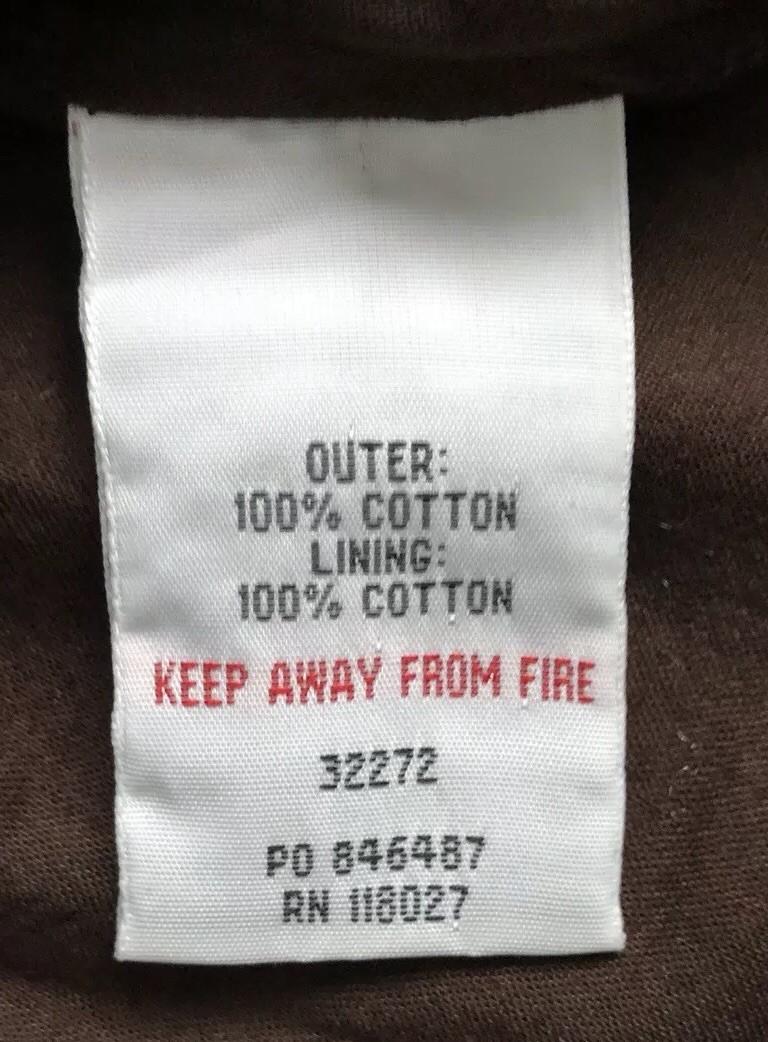 OUTER:
100% COTTON
LINING:
100% COTTON
KEEP AWAY FROM FIRE
32272
PO 846487
RN 118027